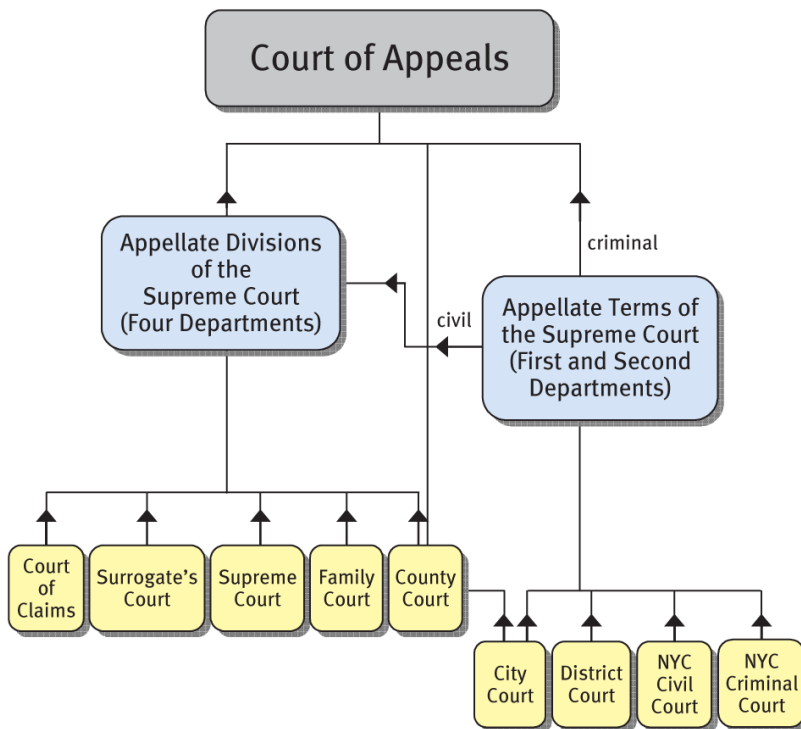 Court of Appeals
Appellate Divisions
of the
Supreme Court
(Four Departments)
civil
criminal
Appellate Terms of
the Supreme Court
(First and Second
Departments)
Court
of
Claims
Surrogate’s
Court
Supreme
Court
Family
Court
County
Court
City
Court
District
Court
NYC
Civil
Court
NYC
Criminal
Court